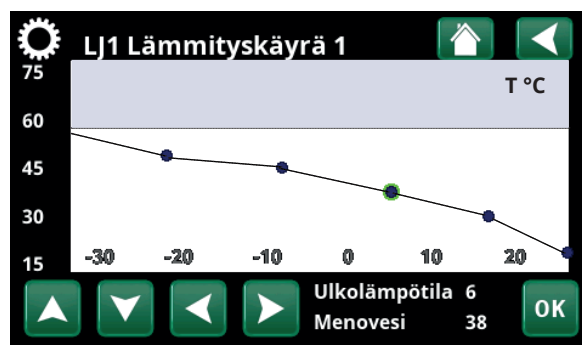 LJ1 Lämmityskäyrä 1
75
T °C
60
45
30
15
-30 -20 -10 0 10 20
Ulkolämpötila 6
Menovesi 38
OK